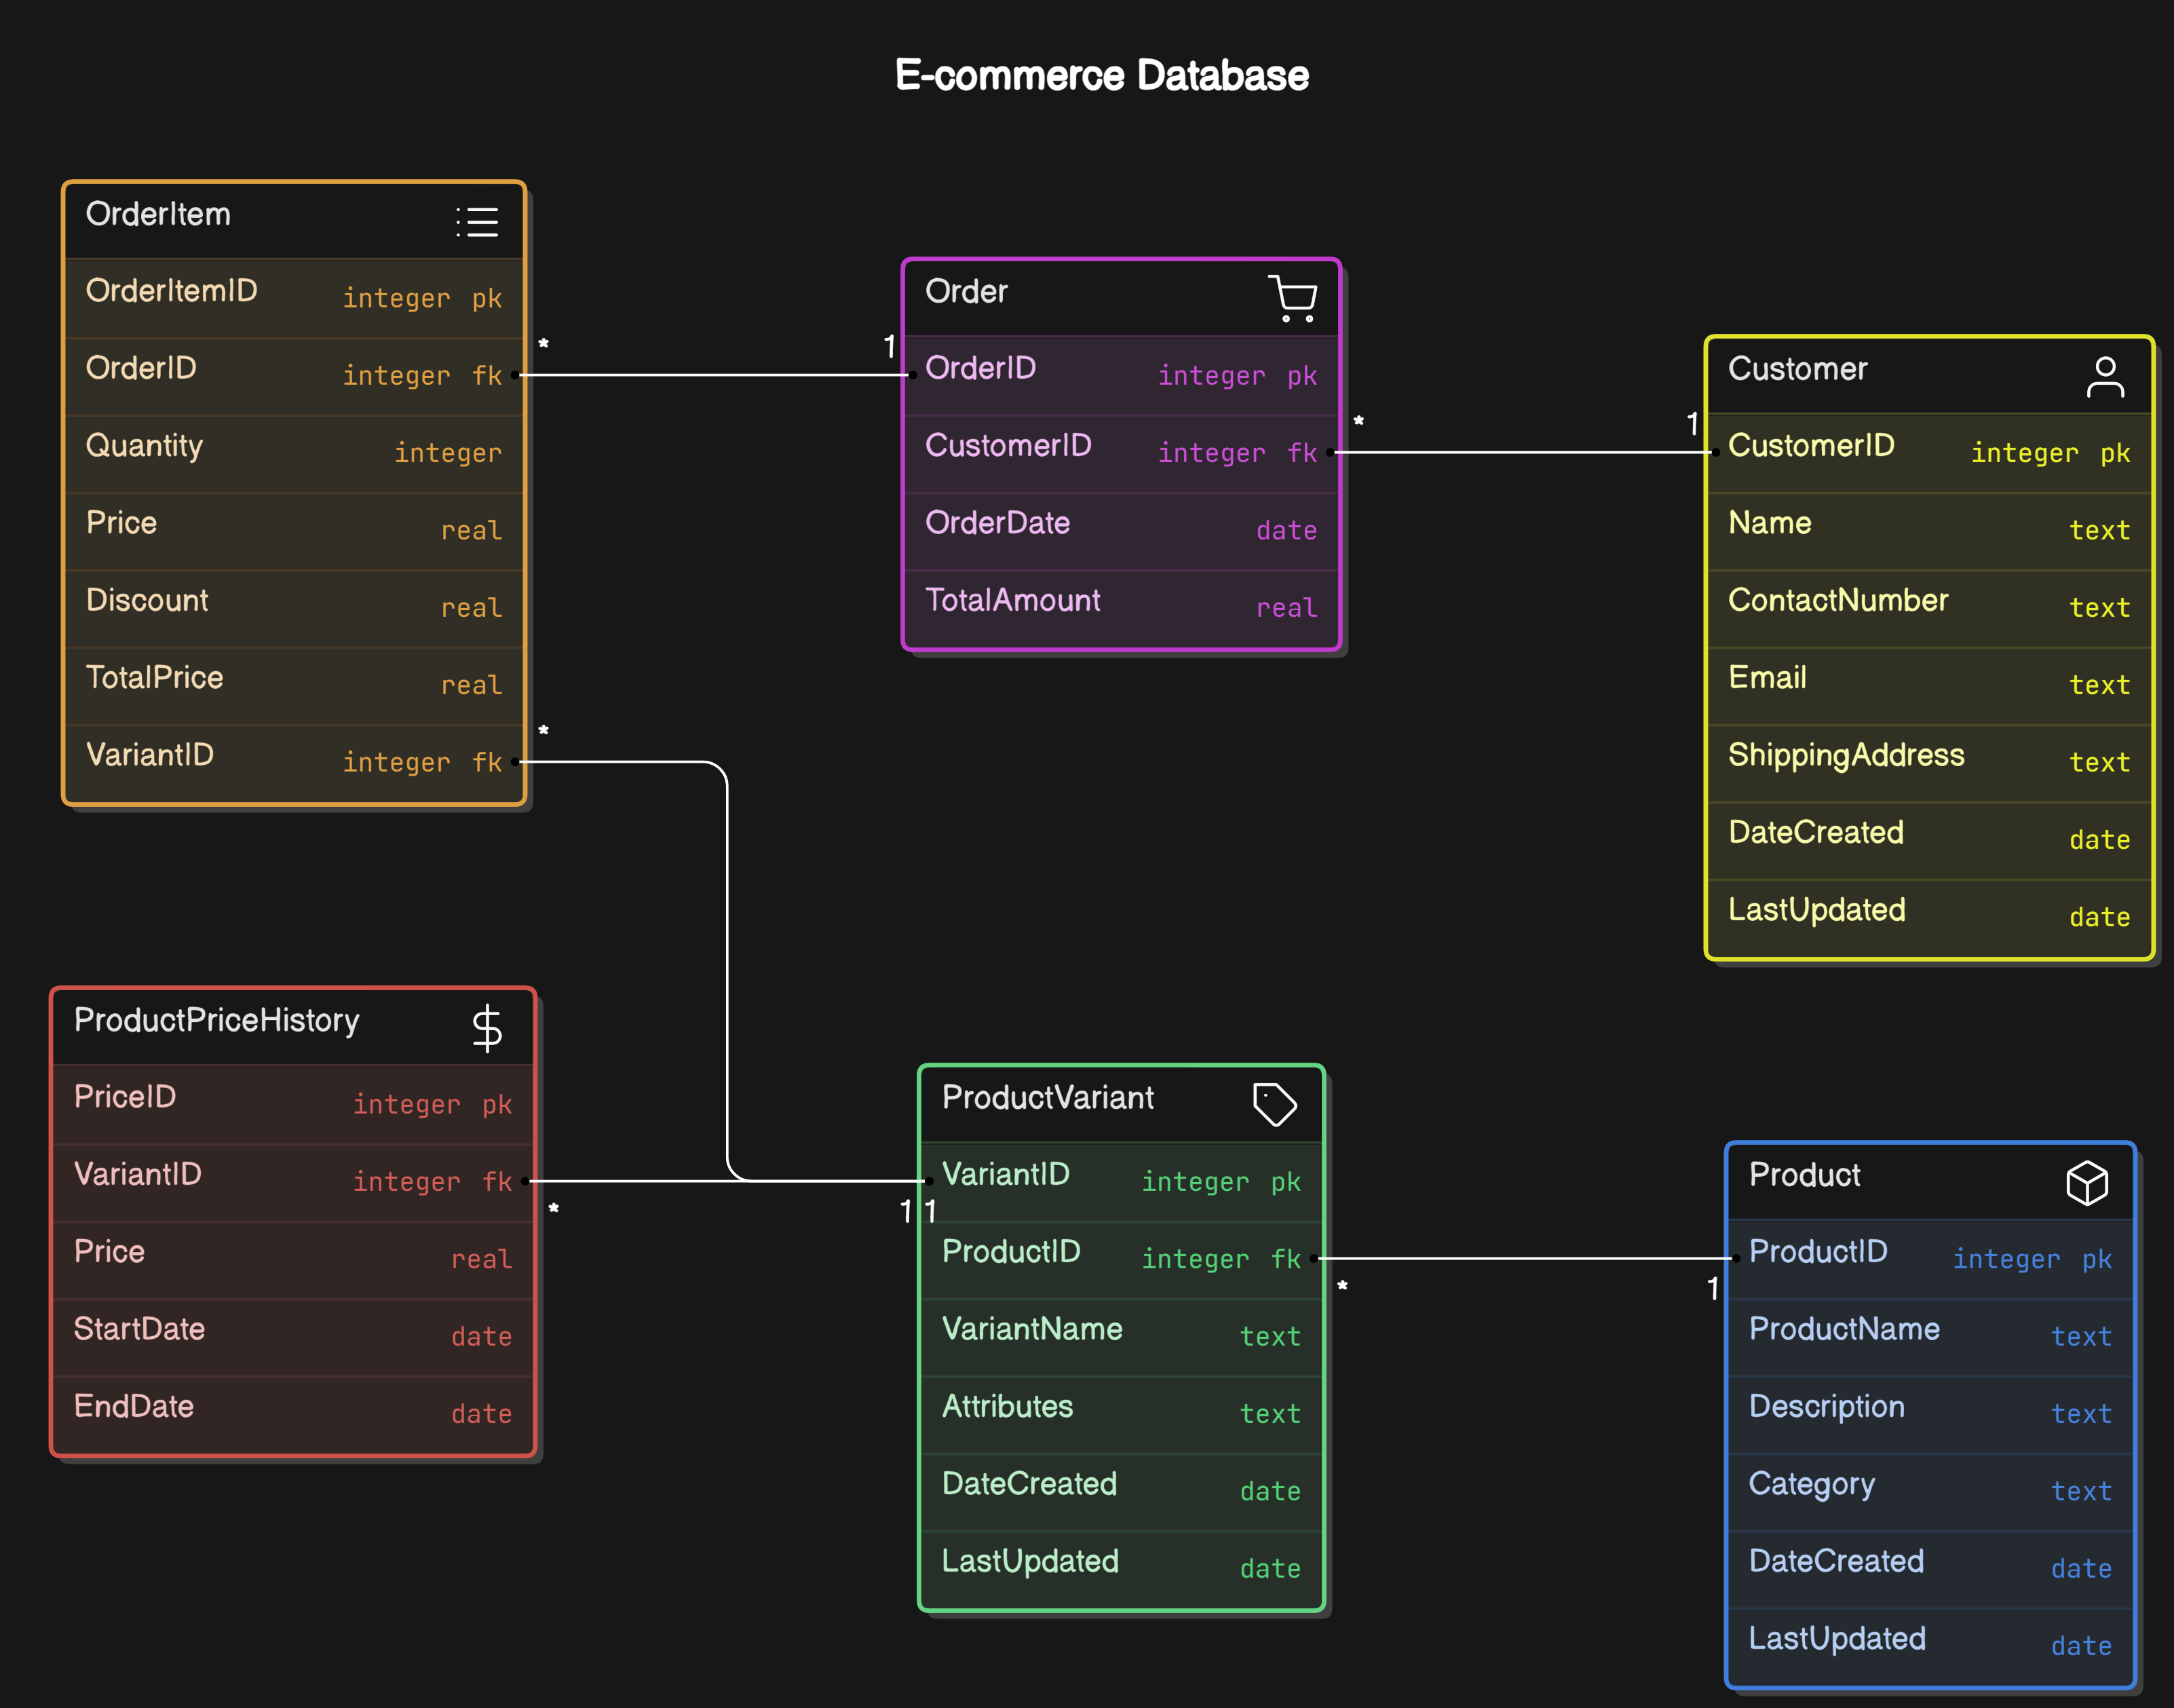 E-commerce Database
OrderItem
OrderItemID integer pk
OrderID integer fk
Quantity integer
Price real
Discount real
TotalPrice real
VariantID integer fk
*
*
1
Order
OrderID integer pk
CustomerID integer fk
OrderDate date
TotalAmount real
*
1
Customer
CustomerID integer pk
Name text
ContactNumber text
Email text
ShippingAddress text
DateCreated date
LastUpdated date
ProductPriceHistory
PriceID integer pk
VariantID integer fk
Price real
StartDate date
EndDate date
*
1 1
ProductVariant
VariantID integer pk
ProductID integer fk
VariantName text
Attributes text
DateCreated date
LastUpdated date
*
1
Product
ProductID integer pk
ProductName text
Description text
Category text
DateCreated date
LastUpdated date